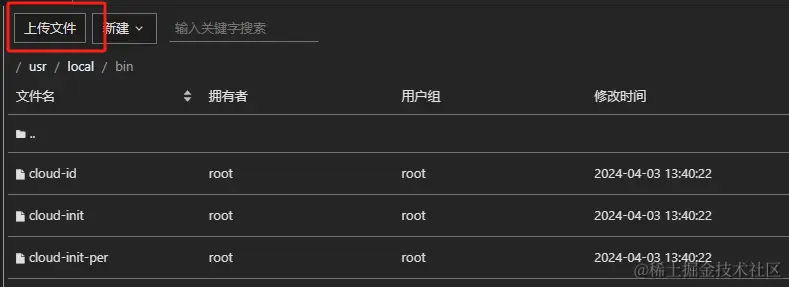 上传文件 新建 输入关键字搜索
/ usr / local / bin
文件名 拥有者 用户组 修改时间
..
cloud-id root root 2024-04-03 13:40:22
cloud-init root root 2024-04-03 13:40:22
cloud-init-per root root 2024-04-03 13:40:22
@稀土掘金技术社区